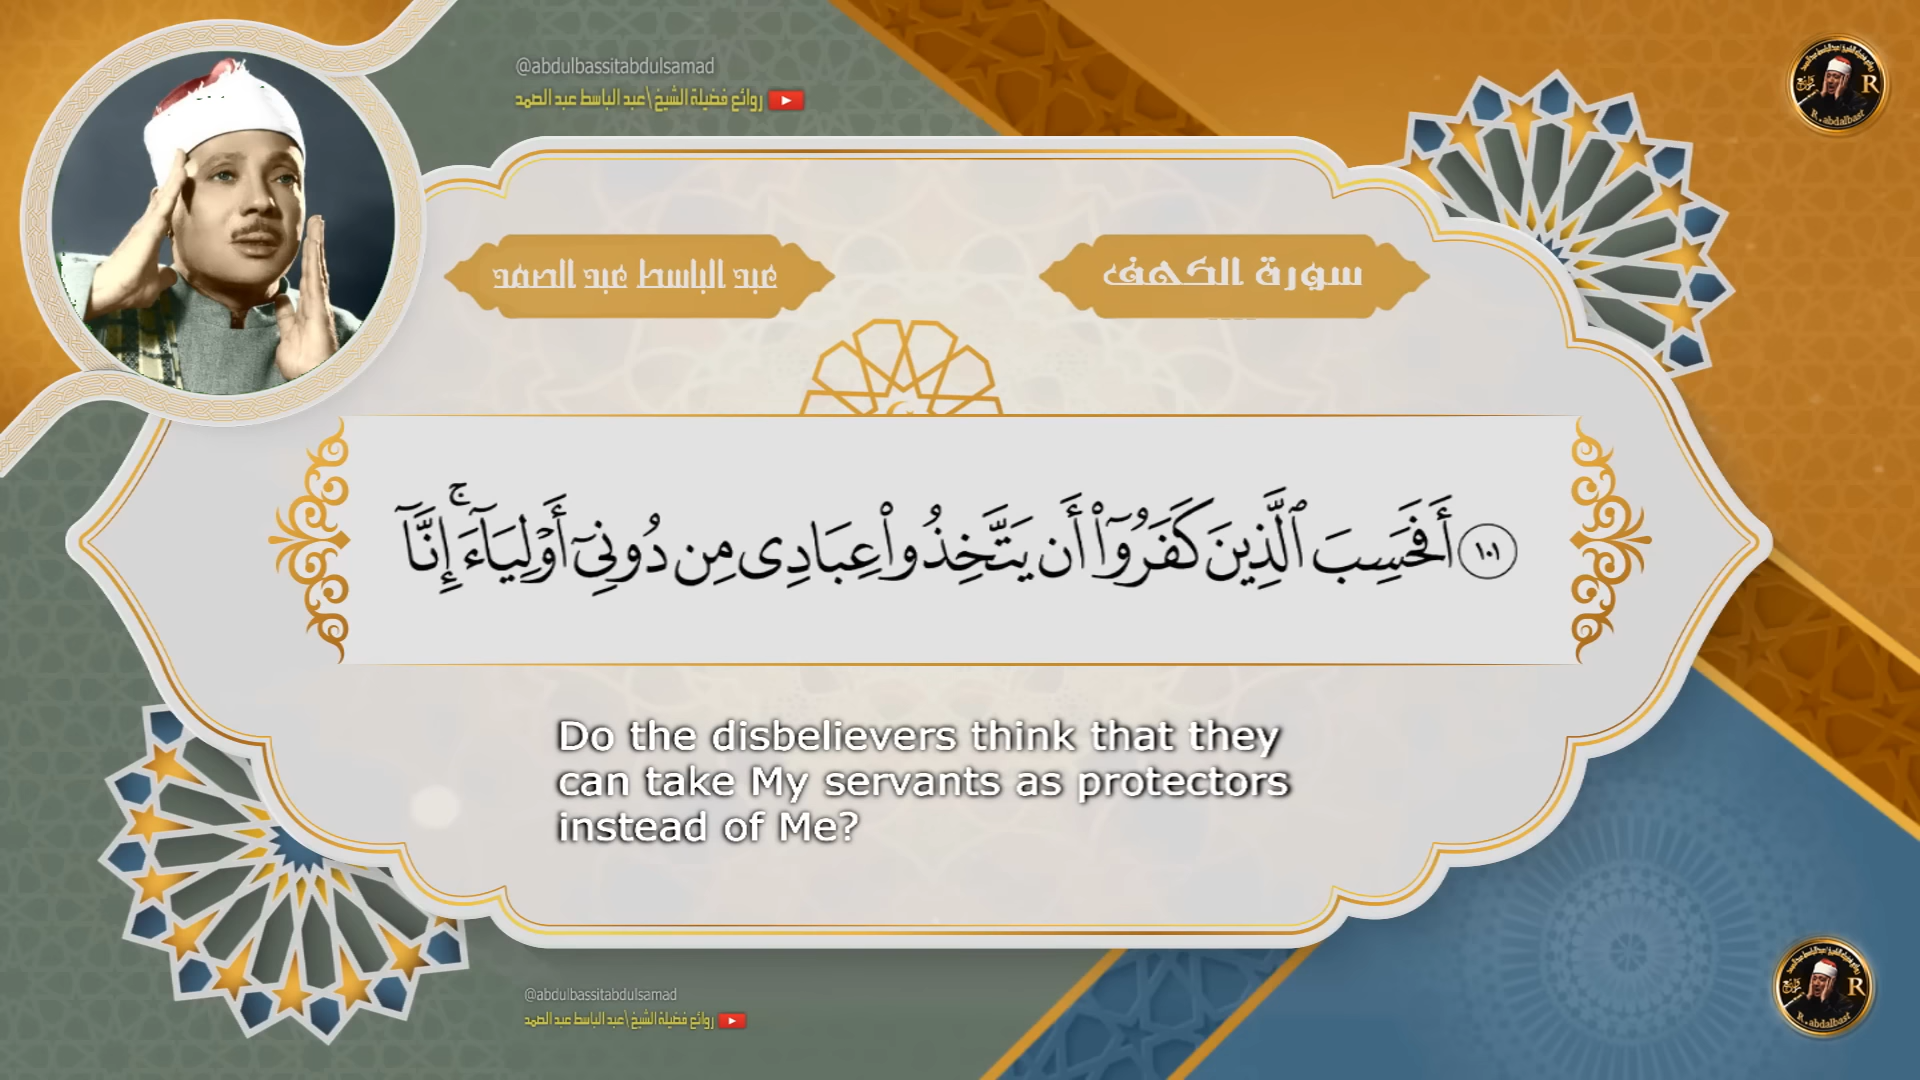 @abdulbassitabdulsamad
روائع فضيلة الشيخ \عبد الباسط عبد الصمد
R
R.abdalbast
سورة الكهف
عبد الباسط عبد الصمد
١٠١ أَفَحَسِبَ ٱلَّذِينَ كَفَرُوٓا۟ أَن يَتَّخِذُوا۟ عِبَادِى مِن دُونِىٓ أَوْلِيَآءَ ۚ إِنَّآ
Do the disbelievers think that they
can take My servants as protectors
instead of Me?
@abdulbassitabdulsamad
روائع فضيلة الشيخ \عبد الباسط عبد الصمد
R
R.abdalbast